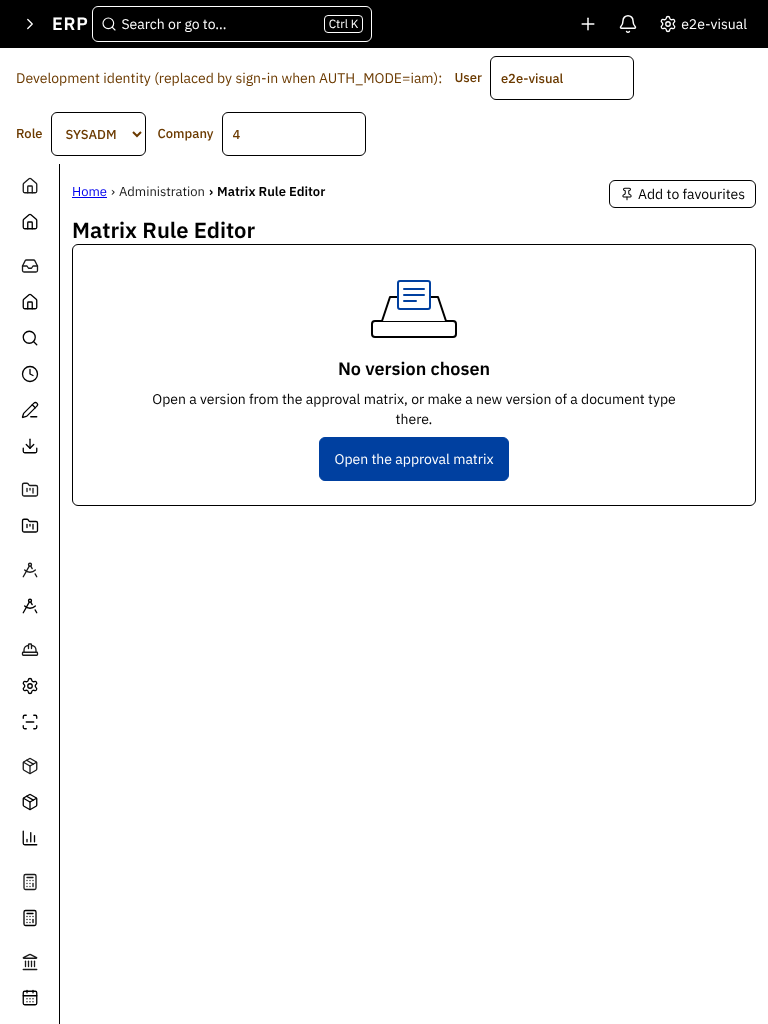 ERP Search or go to... Ctrl K e2e-visual
Development identity (replaced by sign-in when AUTH_MODE=iam): User e2e-visual
Role SYSADM Company 4
Home › Administration › Matrix Rule Editor Add to favourites
Matrix Rule Editor
No version chosen
Open a version from the approval matrix, or make a new version of a document type
there.
Open the approval matrix